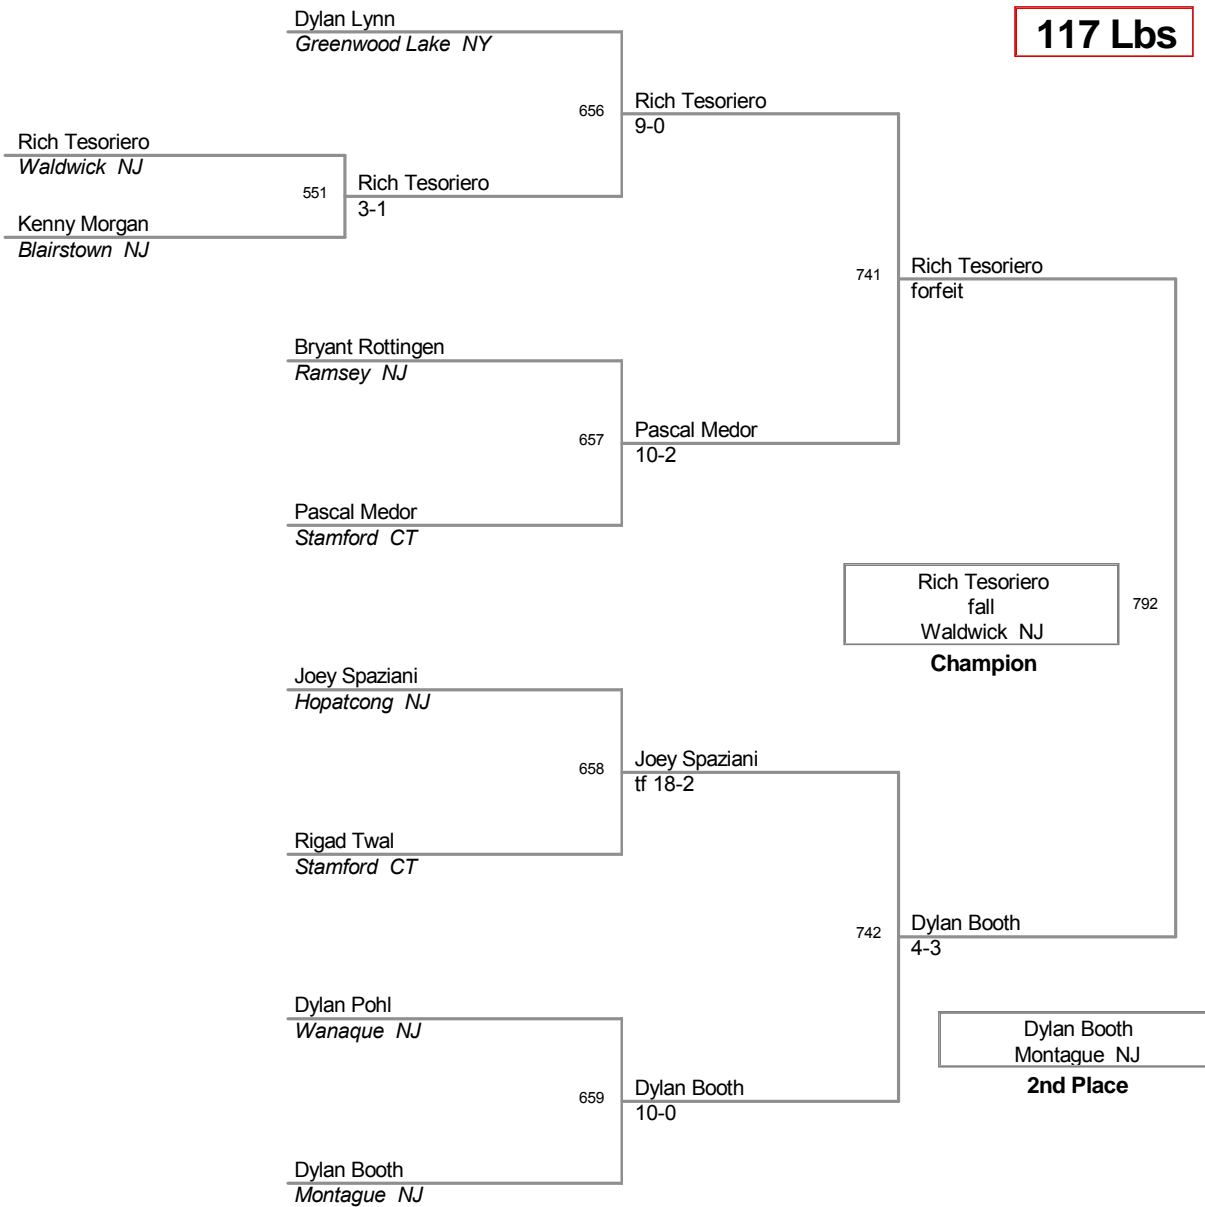 117 Lbs
Dylan Lynn
Greenwood Lake NY
656
Rich Tesoriero
9-0
Rich Tesoriero
Waldwick NJ
551
Rich Tesoriero
3-1
Kenny Morgan
Blairstown NJ
741
Rich Tesoriero
forfeit
Bryant Rottingen
Ramsey NJ
657
Pascal Medor
10-2
Pascal Medor
Stamford CT
Rich Tesoriero
fall
Waldwick NJ
Champion
792
Joey Spaziani
Hopatcong NJ
658
Joey Spaziani
tf 18-2
Rigad Twal
Stamford CT
742
Dylan Booth
4-3
Dylan Pohl
Wanaque NJ
Dylan Booth
Montague NJ
2nd Place
659
Dylan Booth
10-0
Dylan Booth
Montague NJ